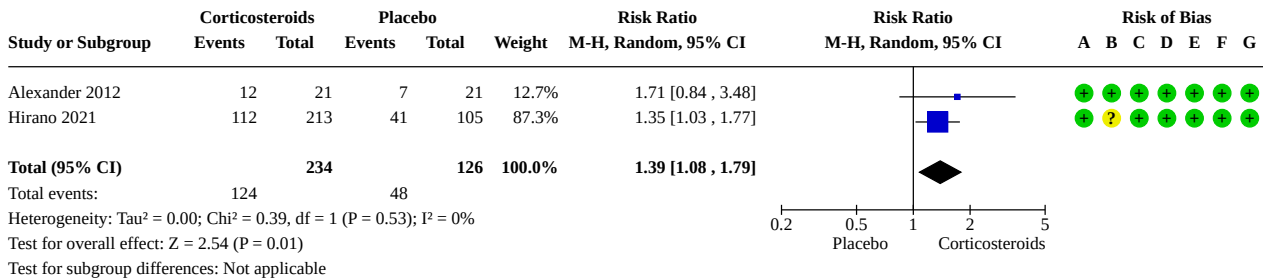 Corticosteroids Placebo Risk Ratio Risk Ratio Risk of Bias
Study or Subgroup Events Total Events Total Weight M-H, Random, 95% CI M-H, Random, 95% CI A B C D E F G
Alexander 2012 12 21 7 21 12.7% 1.71 [0.84 , 3.48] + + + + + + +
Hirano 2021 112 213 41 105 87.3% 1.35 [1.03 , 1.77] + ? + + + + +
Total (95% CI) 234 126 100.0% 1.39 [1.08 , 1.79]
Total events: 124 48
Heterogeneity: Tau² = 0.00; Chi² = 0.39, df = 1 (P = 0.53); I² = 0%
0.2 0.5 1 2 5
Test for overall effect: Z = 2.54 (P = 0.01)
Placebo Corticosteroids
Test for subgroup differences: Not applicable